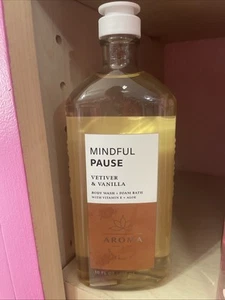 MINDFUL
PAUSE
VETIVER
& VANILLA
BODY WASH + FOAM BATH
WITH VITAMIN E + ALOE
AROMA